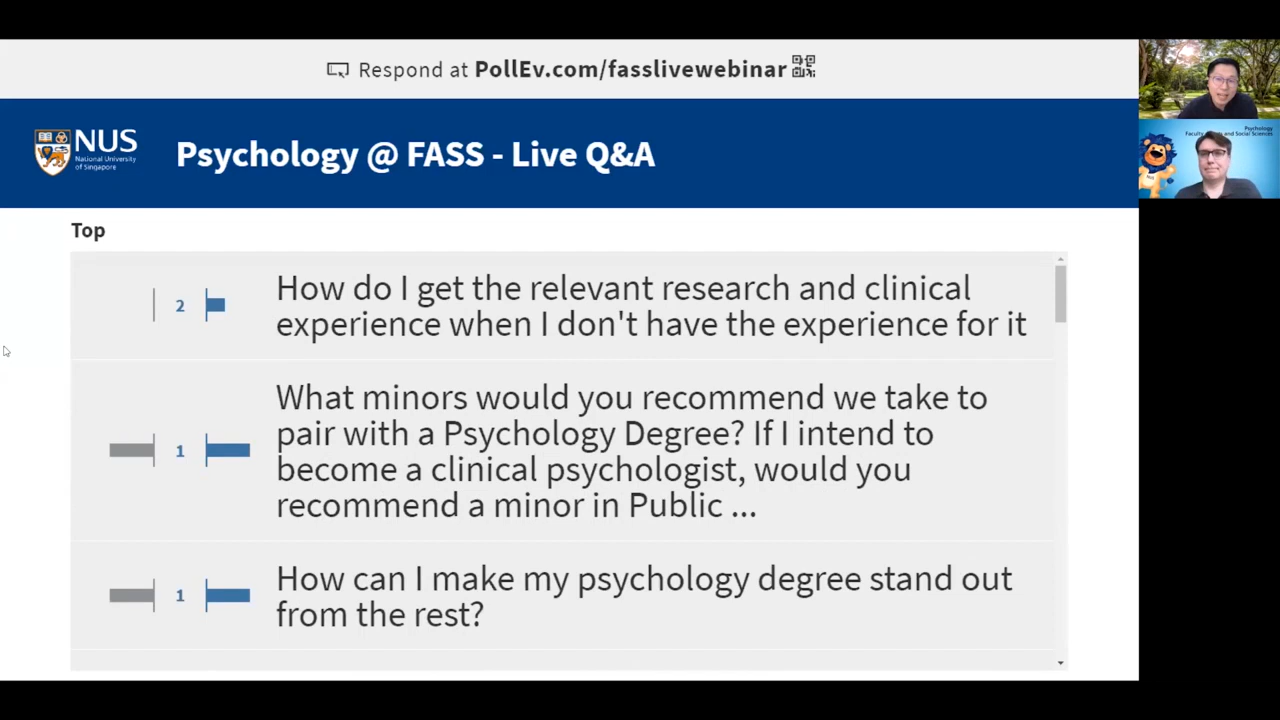 Respond at PollEv.com/fasslivewebinar
NUS
National University
of Singapore
Psychology @ FASS - Live Q&A
Psychology
Top
2
How do I get the relevant research and clinical
experience when I don't have the experience for it
1
What minors would you recommend we take to
pair with a Psychology Degree? If I intend to
become a clinical psychologist, would you
recommend a minor in Public ...
1
How can I make my psychology degree stand out
from the rest?